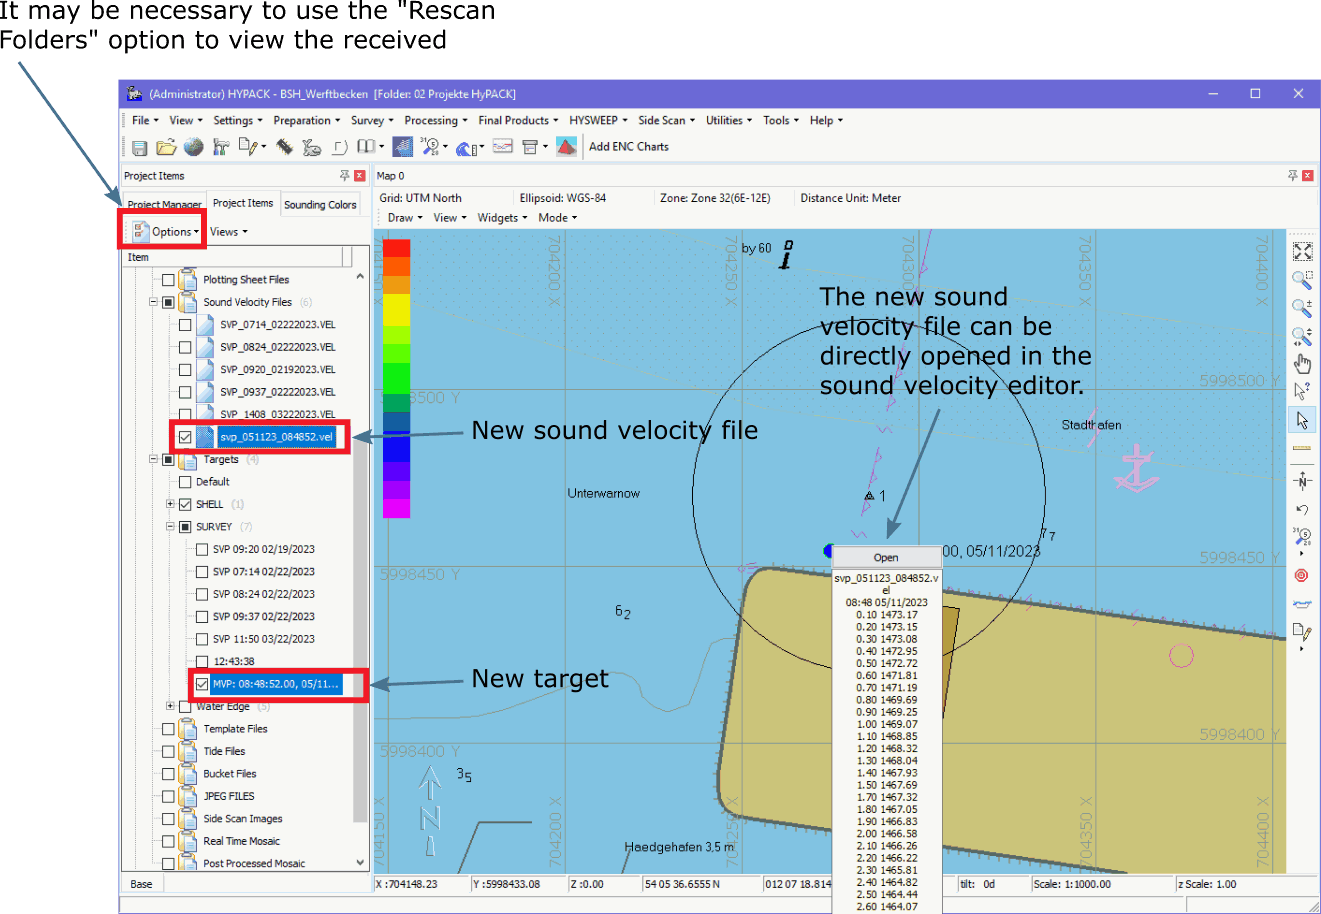 It may be necessary to use the "Rescan
Folders" option to view the received
(Administrator) HYPACK - BSH_Werftbecken [Folder: 02 Projekte HyPACK]
File View Settings Preparation Survey Processing Final Products HYSWEEP Side Scan Utilities Tools Help
Add ENC Charts
Project Items
Project Manager Project Items Sounding Colors
Options Views
Item
Plotting Sheet Files
Sound Velocity Files (6)
SVP_0714_02222023.VEL
SVP_0824_02222023.VEL
SVP_0920_02192023.VEL
SVP_0937_02222023.VEL
SVP_1408_03222023.VEL
svp_051123_084852.vel
Targets (4)
Default
SHELL (1)
SURVEY (7)
SVP 09:20 02/19/2023
SVP 07:14 02/22/2023
SVP 08:24 02/22/2023
SVP 09:37 02/22/2023
SVP 11:50 03/22/2023
12:43:38
MVP: 08:48:52.00, 05/11...
Water Edge (5)
Template Files
Tide Files
Bucket Files
JPEG FILES
Side Scan Images
Real Time Mosaic
Post Processed Mosaic
Base
Map 0
Grid: UTM North Ellipsoid: WGS-84 Zone: Zone 32(6E-12E) Distance Unit: Meter
Draw View Widgets Mode
704150 X
704200 X
704250 X
704300 X
704350 X
704400 X
by 60
The new sound
velocity file can be
directly opened in the
sound velocity editor.
5998500 Y
5998500 Y
New sound velocity file
Stadthafen
Unterwarnow
1
77
00, 05/11/2023
5998450 Y
5998450 Y
62
New target
5998400 Y
5998400 Y
35
N
704150 X
704200 X
704250 X
704350 X
704400 X
Haedgehafen 3,5 m
Open
svp_051123_084852.v
el
08:48 05/11/2023
0.10 1473.17
0.20 1473.15
0.30 1473.08
0.40 1472.95
0.50 1472.72
0.60 1471.81
0.70 1471.19
0.80 1469.69
0.90 1469.25
1.00 1469.07
1.10 1468.85
1.20 1468.32
1.30 1468.04
1.40 1467.93
1.50 1467.69
1.70 1467.32
1.80 1467.05
1.90 1466.83
2.00 1466.58
2.10 1466.26
2.20 1466.22
2.30 1465.81
2.40 1464.82
2.50 1464.44
2.60 1464.07
X :704148.23 Y :5998433.08 Z :0.00 54 05 36.6555 N 012 07 18.814 tilt: 0d Scale: 1:1000.00 z Scale: 1.00